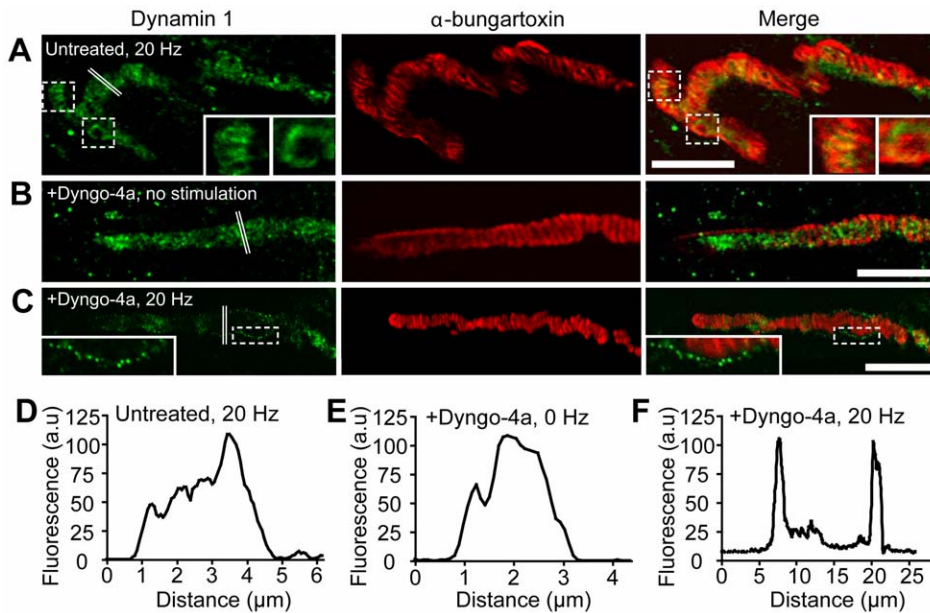 Dynamin 1 α-bungartoxin Merge
A Untreated, 20 Hz
B +Dyngo-4a, no stimulation
C +Dyngo-4a, 20 Hz
D Untreated, 20 Hz
Fluorescence (a.u)
125
100
75
50
25
0
0 1 2 3 4 5 6
Distance (μm)
E +Dyngo-4a, 0 Hz
Fluorescence (a.u)
125
100
75
50
25
0
0 1 2 3 4
Distance (μm)
F +Dyngo-4a, 20 Hz
Fluorescence (a.u)
125
100
75
50
25
0
0 5 10 15 20 25
Distance (μm)